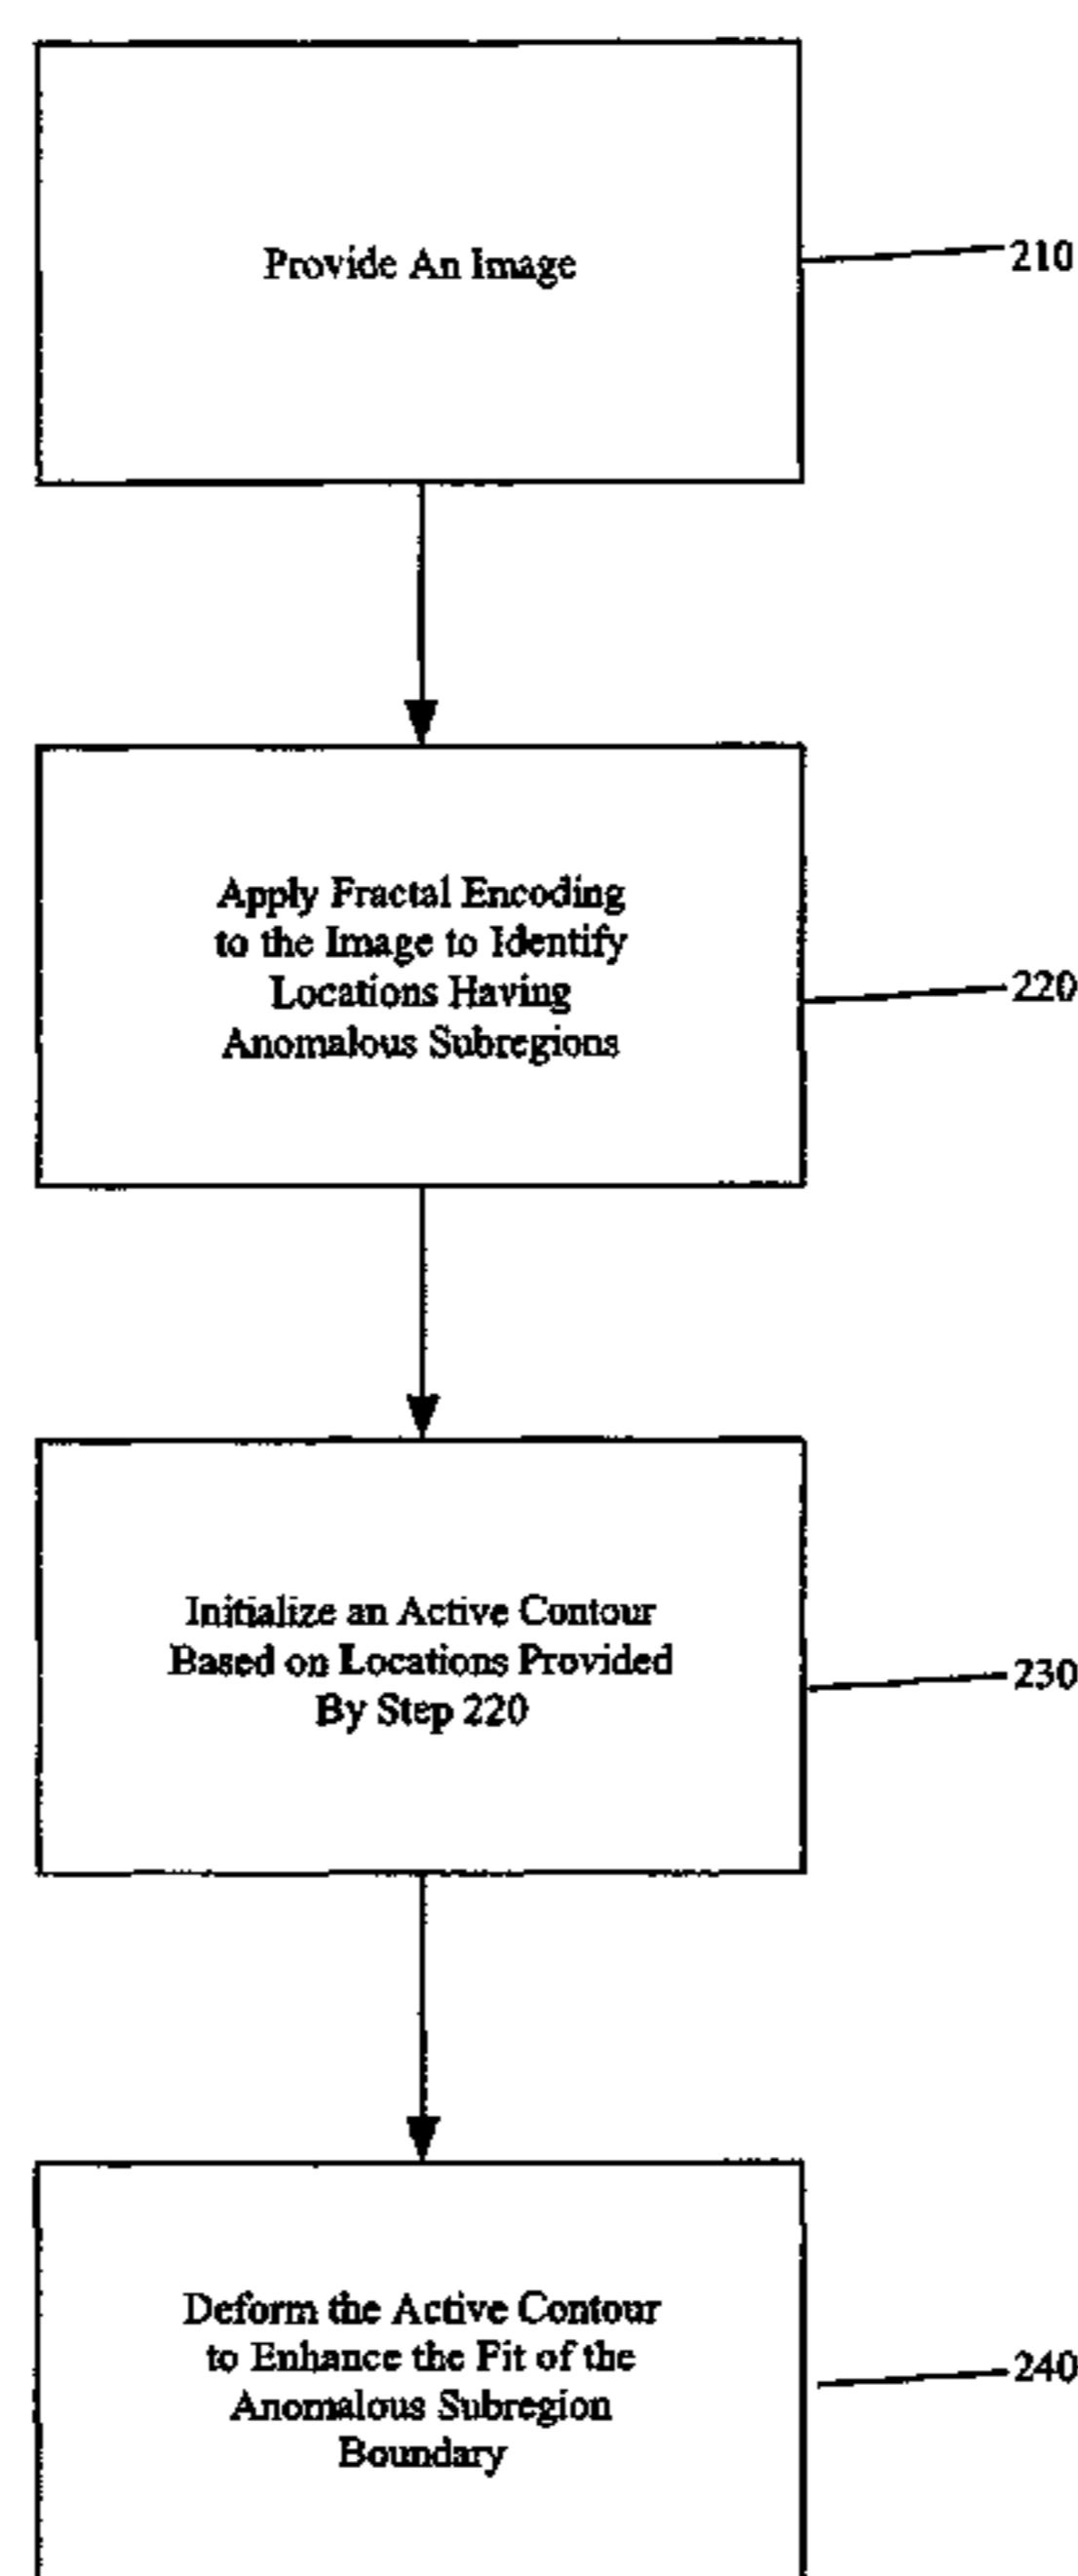 Provide An Image
210
Apply Fractal Encoding
to the Image to Identify
Locations Having
Anomalous Subregions
220
Initialize an Active Contour
Based on Locations Provided
By Step 220
230
Deform the Active Contour
to Enhance the Fit of the
Anomalous Subregion
Boundary
240